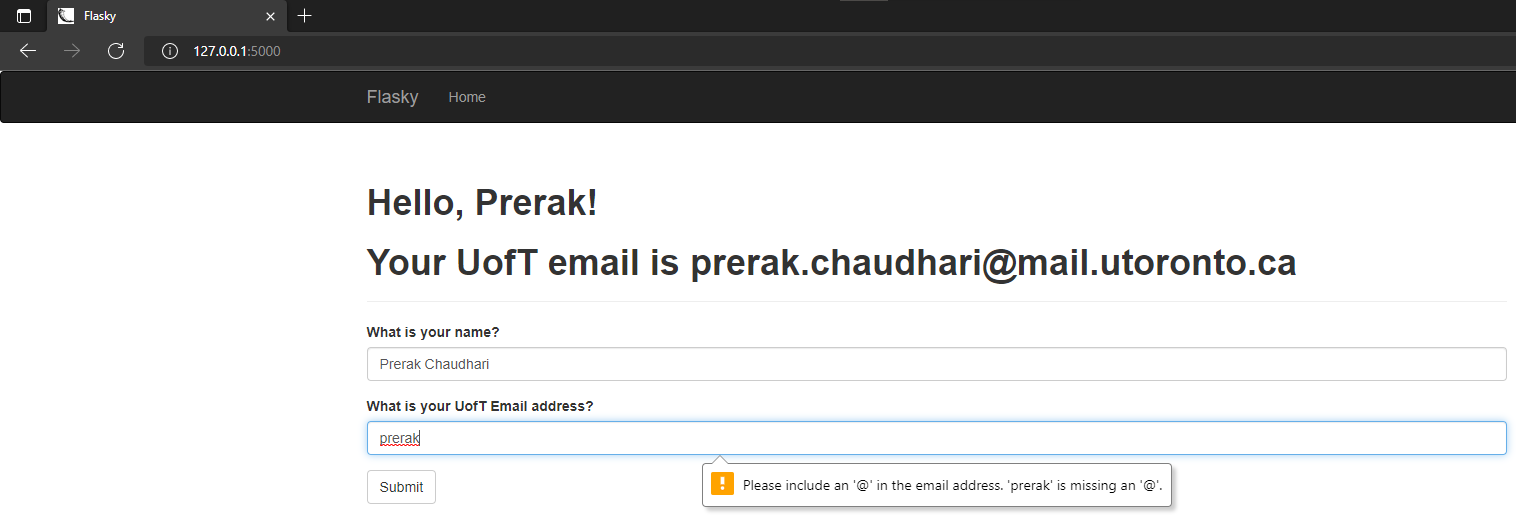 Flasky
127.0.0.1:5000
Flasky Home
Hello, Prerak!
Your UofT email is prerak.chaudhari@mail.utoronto.ca
What is your name?
Prerak Chaudhari
What is your UofT Email address?
prerak
Submit
Please include an '@' in the email address. 'prerak' is missing an '@'.